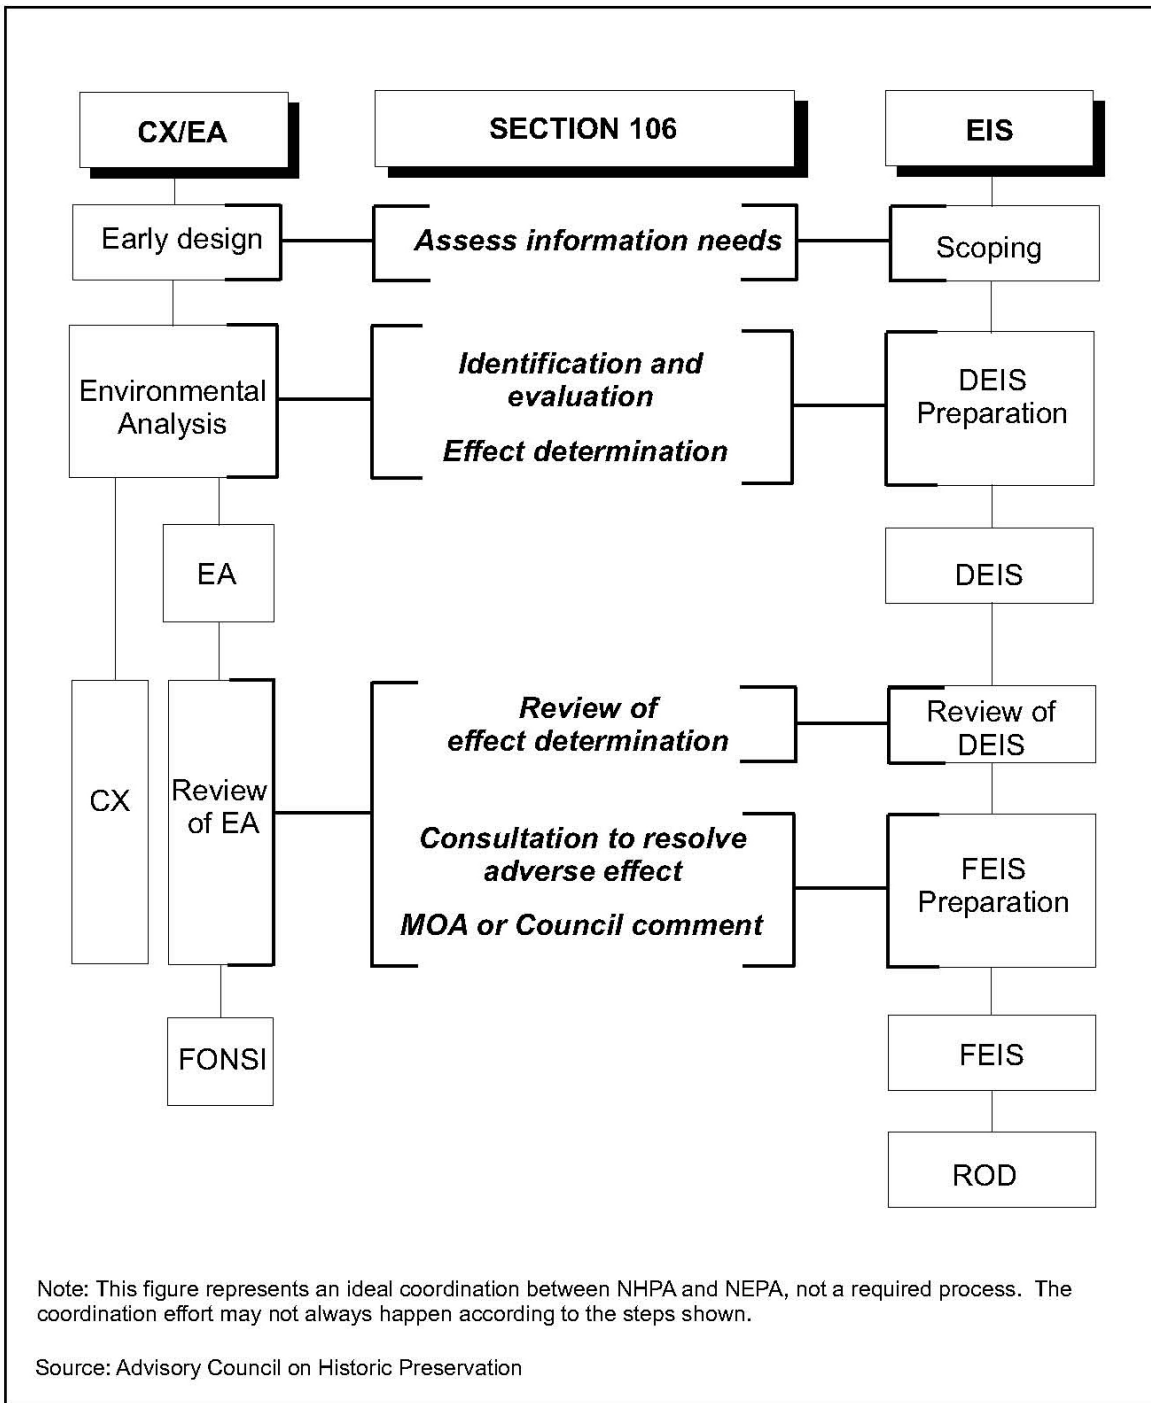 CX/EA
SECTION 106
EIS
Early design
Assess information needs
Scoping
Environmental
Analysis
Identification and
evaluation
Effect determination
DEIS
Preparation
EA
DEIS
CX
Review
of EA
Review of
effect determination
Consultation to resolve
adverse effect
MOA or Council comment
Review of
DEIS
FEIS
Preparation
FONSI
FEIS
ROD
Note: This figure represents an ideal coordination between NHPA and NEPA, not a required process. The
coordination effort may not always happen according to the steps shown.
Source: Advisory Council on Historic Preservation